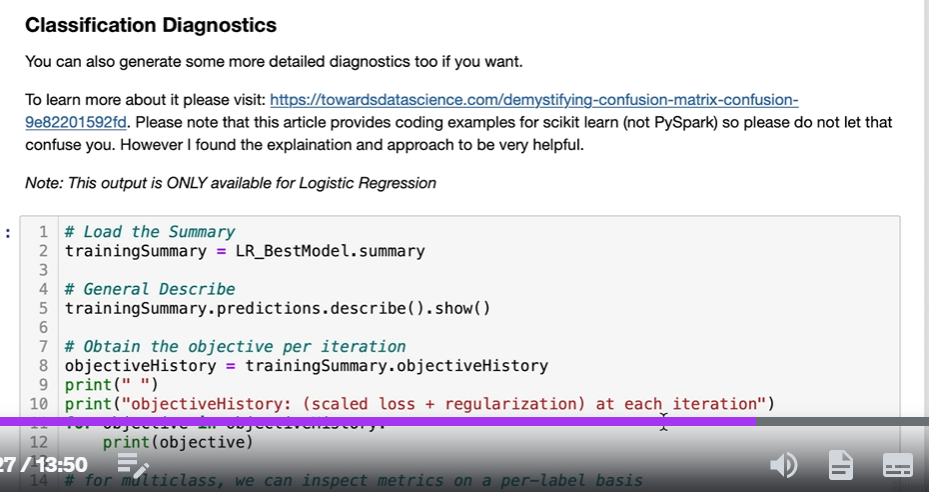 Classification Diagnostics
You can also generate some more detailed diagnostics too if you want.
To learn more about it please visit: https://towardsdatascience.com/demystifying-confusion-matrix-confusion-
9e82201592fd. Please note that this article provides coding examples for scikit learn (not PySpark) so please do not let that
confuse you. However I found the explaination and approach to be very helpful.
Note: This output is ONLY available for Logistic Regression
: 1 # Load the Summary
2 trainingSummary = LR_BestModel.summary
3
4 # General Describe
5 trainingSummary.predictions.describe().show()
6
7 # Obtain the objective per iteration
8 objectiveHistory = trainingSummary.objectiveHistory
9 print(" ")
10 print("objectiveHistory: (scaled loss + regularization) at each iteration")
11 for objective in objectiveHistory:
12 print(objective)
27 / 13:50
14 # for multiclass, we can inspect metrics on a per-label basis